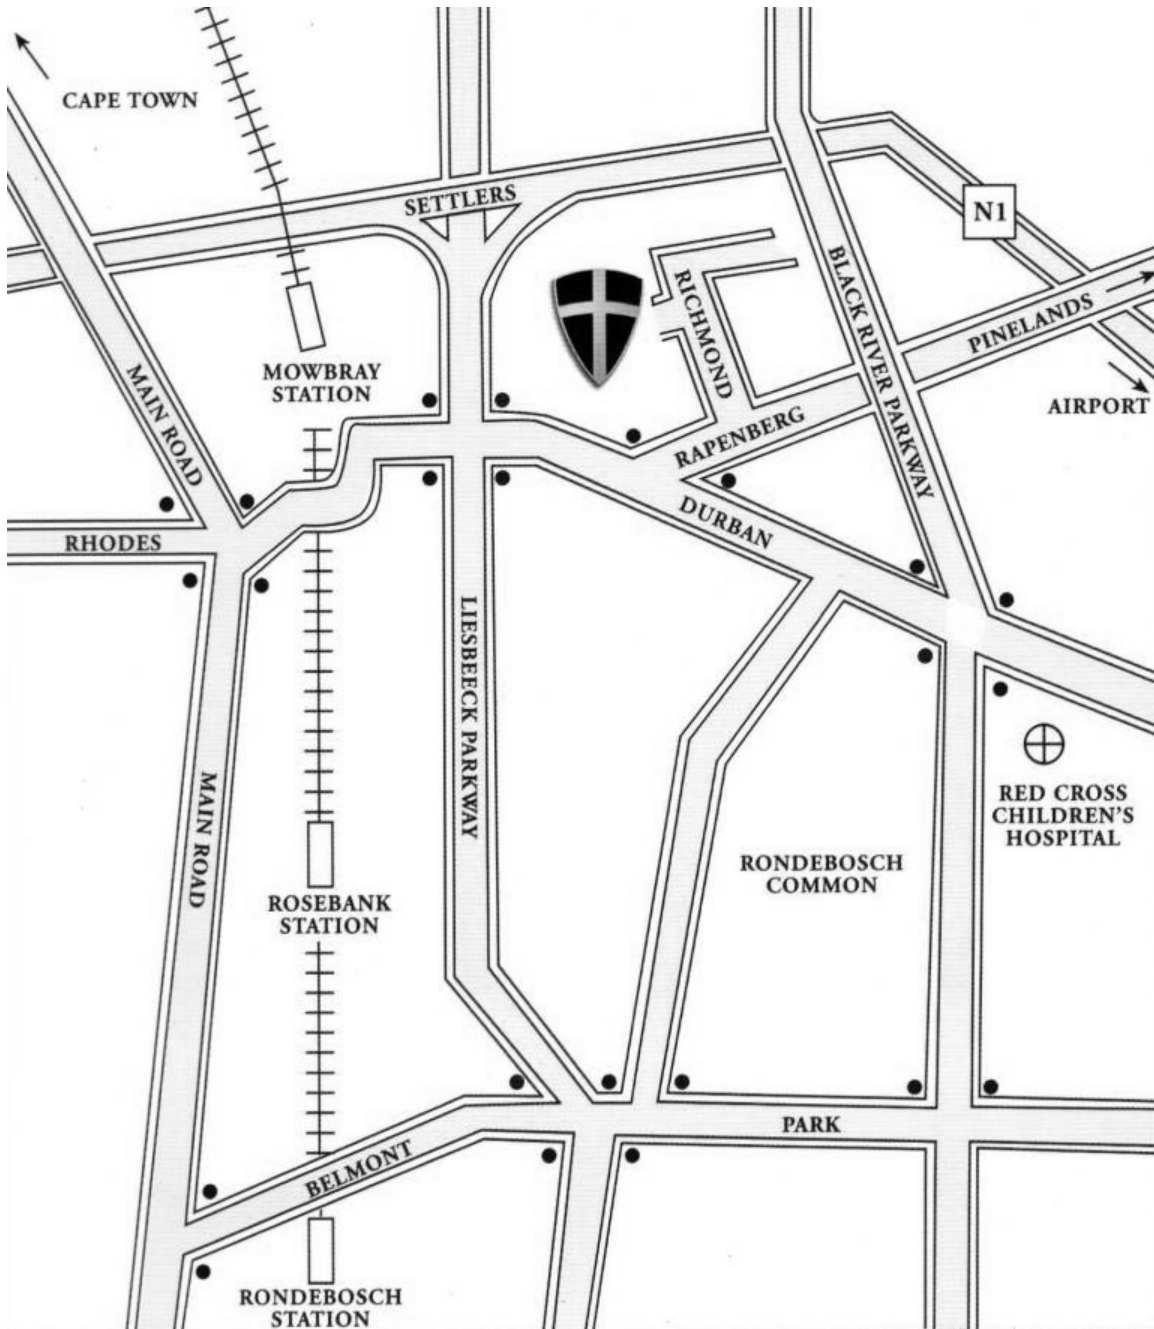 CAPE TOWN
SETTLERS
N1
BLACK RIVER PARKWAY
RICHMOND
PINELANDS
MOWBRAY
STATION
MAIN ROAD
AIRPORT
RAPENBERG
DURBAN
RHODES
LIESBEECK PARKWAY
MAIN ROAD
RED CROSS
CHILDREN'S
HOSPITAL
RONDEBOSCH
COMMON
ROSEBANK
STATION
PARK
BELMONT
RONDEBOSCH
STATION